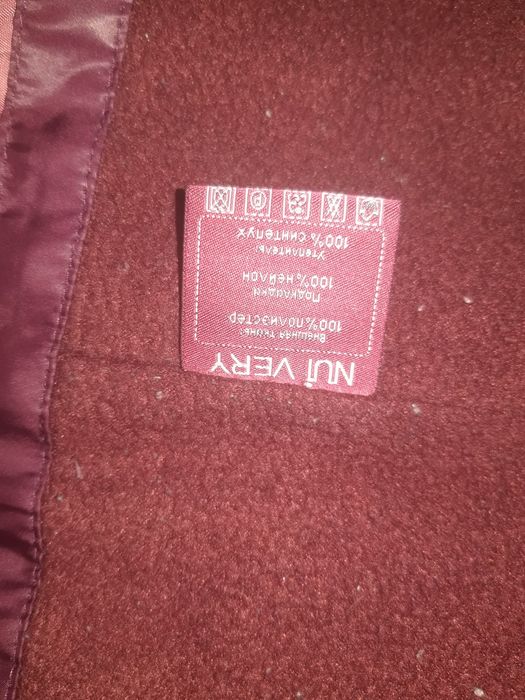 NUI VERY
Внешняя ткань:
100% полиэстер
Подкладка
100% нейлон
Утеплитель:
100% синтепух